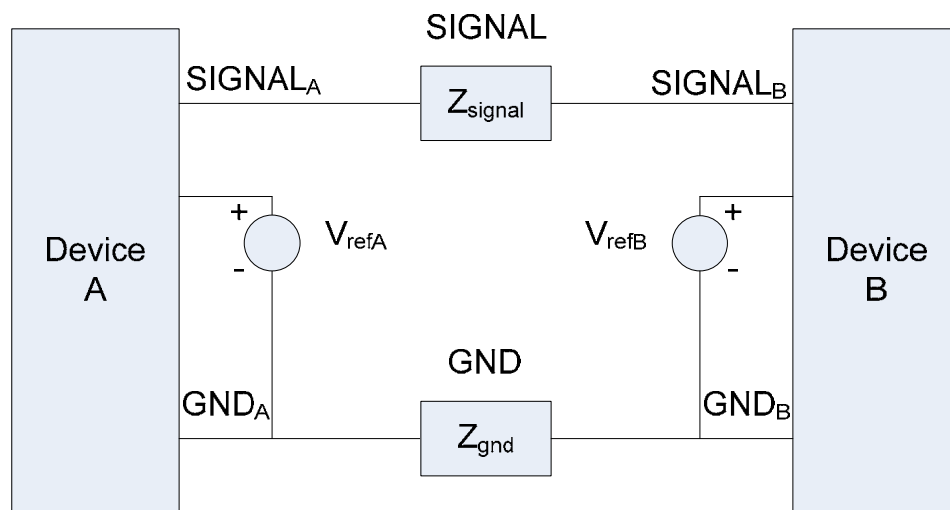 SIGNAL
SIGNALA
Zsignal
SIGNALB
+
VrefA
-
VrefB
+
-
Device
A
Device
B
GND
GNDA
Zgnd
GNDB